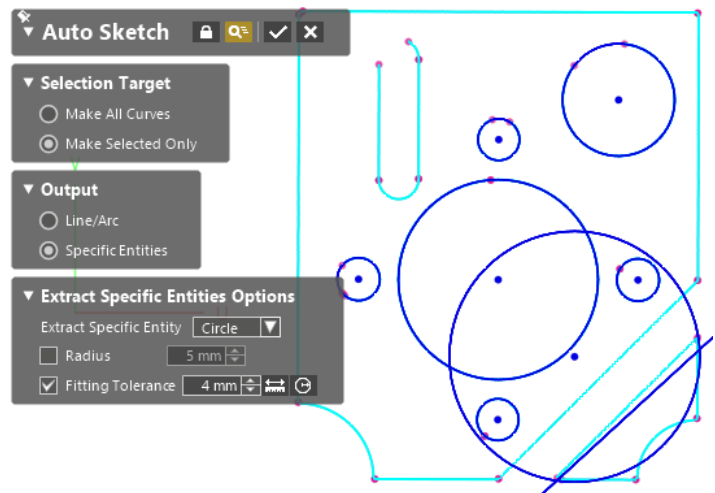 Auto Sketch
Selection Target
Make All Curves
Make Selected Only
Output
Line/Arc
Specific Entities
Extract Specific Entities Options
Extract Specific Entity Circle
Radius 5 mm
Fitting Tolerance 4 mm